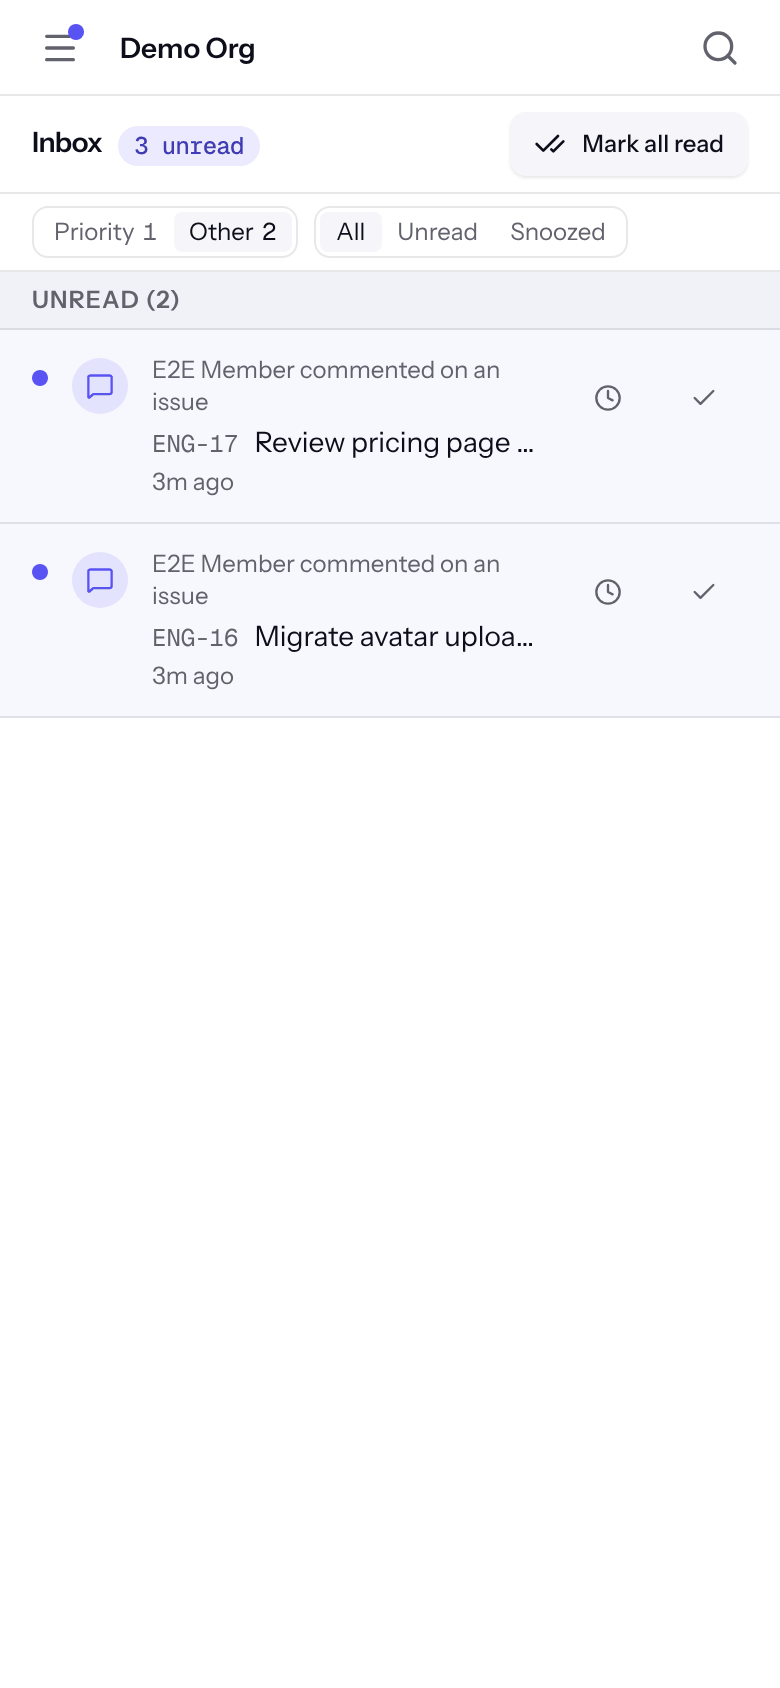 Demo Org
Inbox 3 unread Mark all read
Priority 1 Other 2 All Unread Snoozed
UNREAD (2)
E2E Member commented on an
issue
ENG-17 Review pricing page ...
3m ago
E2E Member commented on an
issue
ENG-16 Migrate avatar uploa...
3m ago